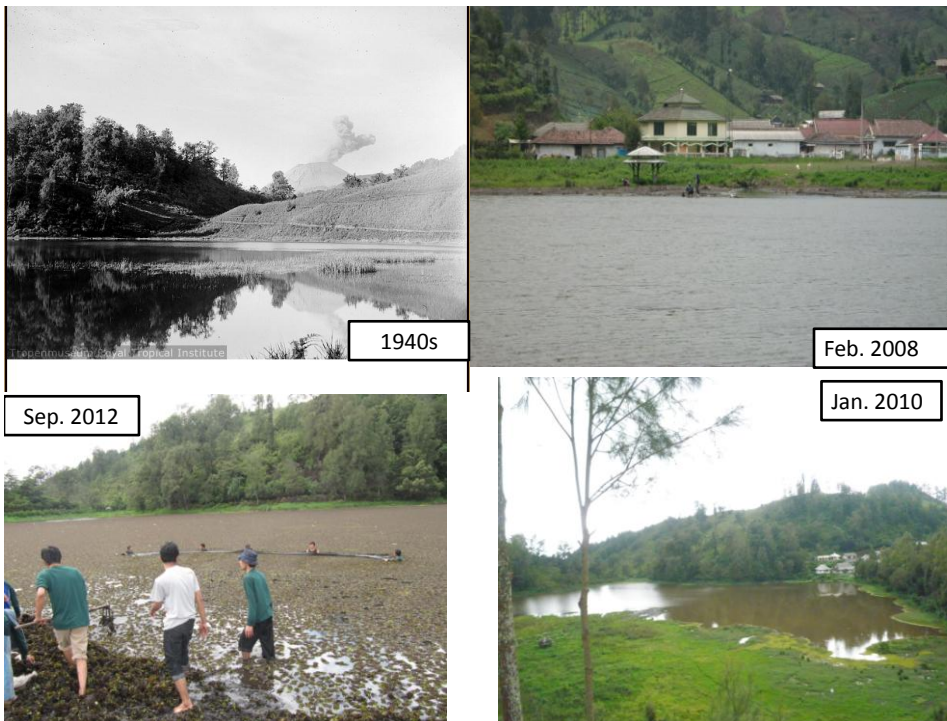 Tropenmuseum Royal Tropical Institute
1940s
Feb. 2008
Sep. 2012
Jan. 2010